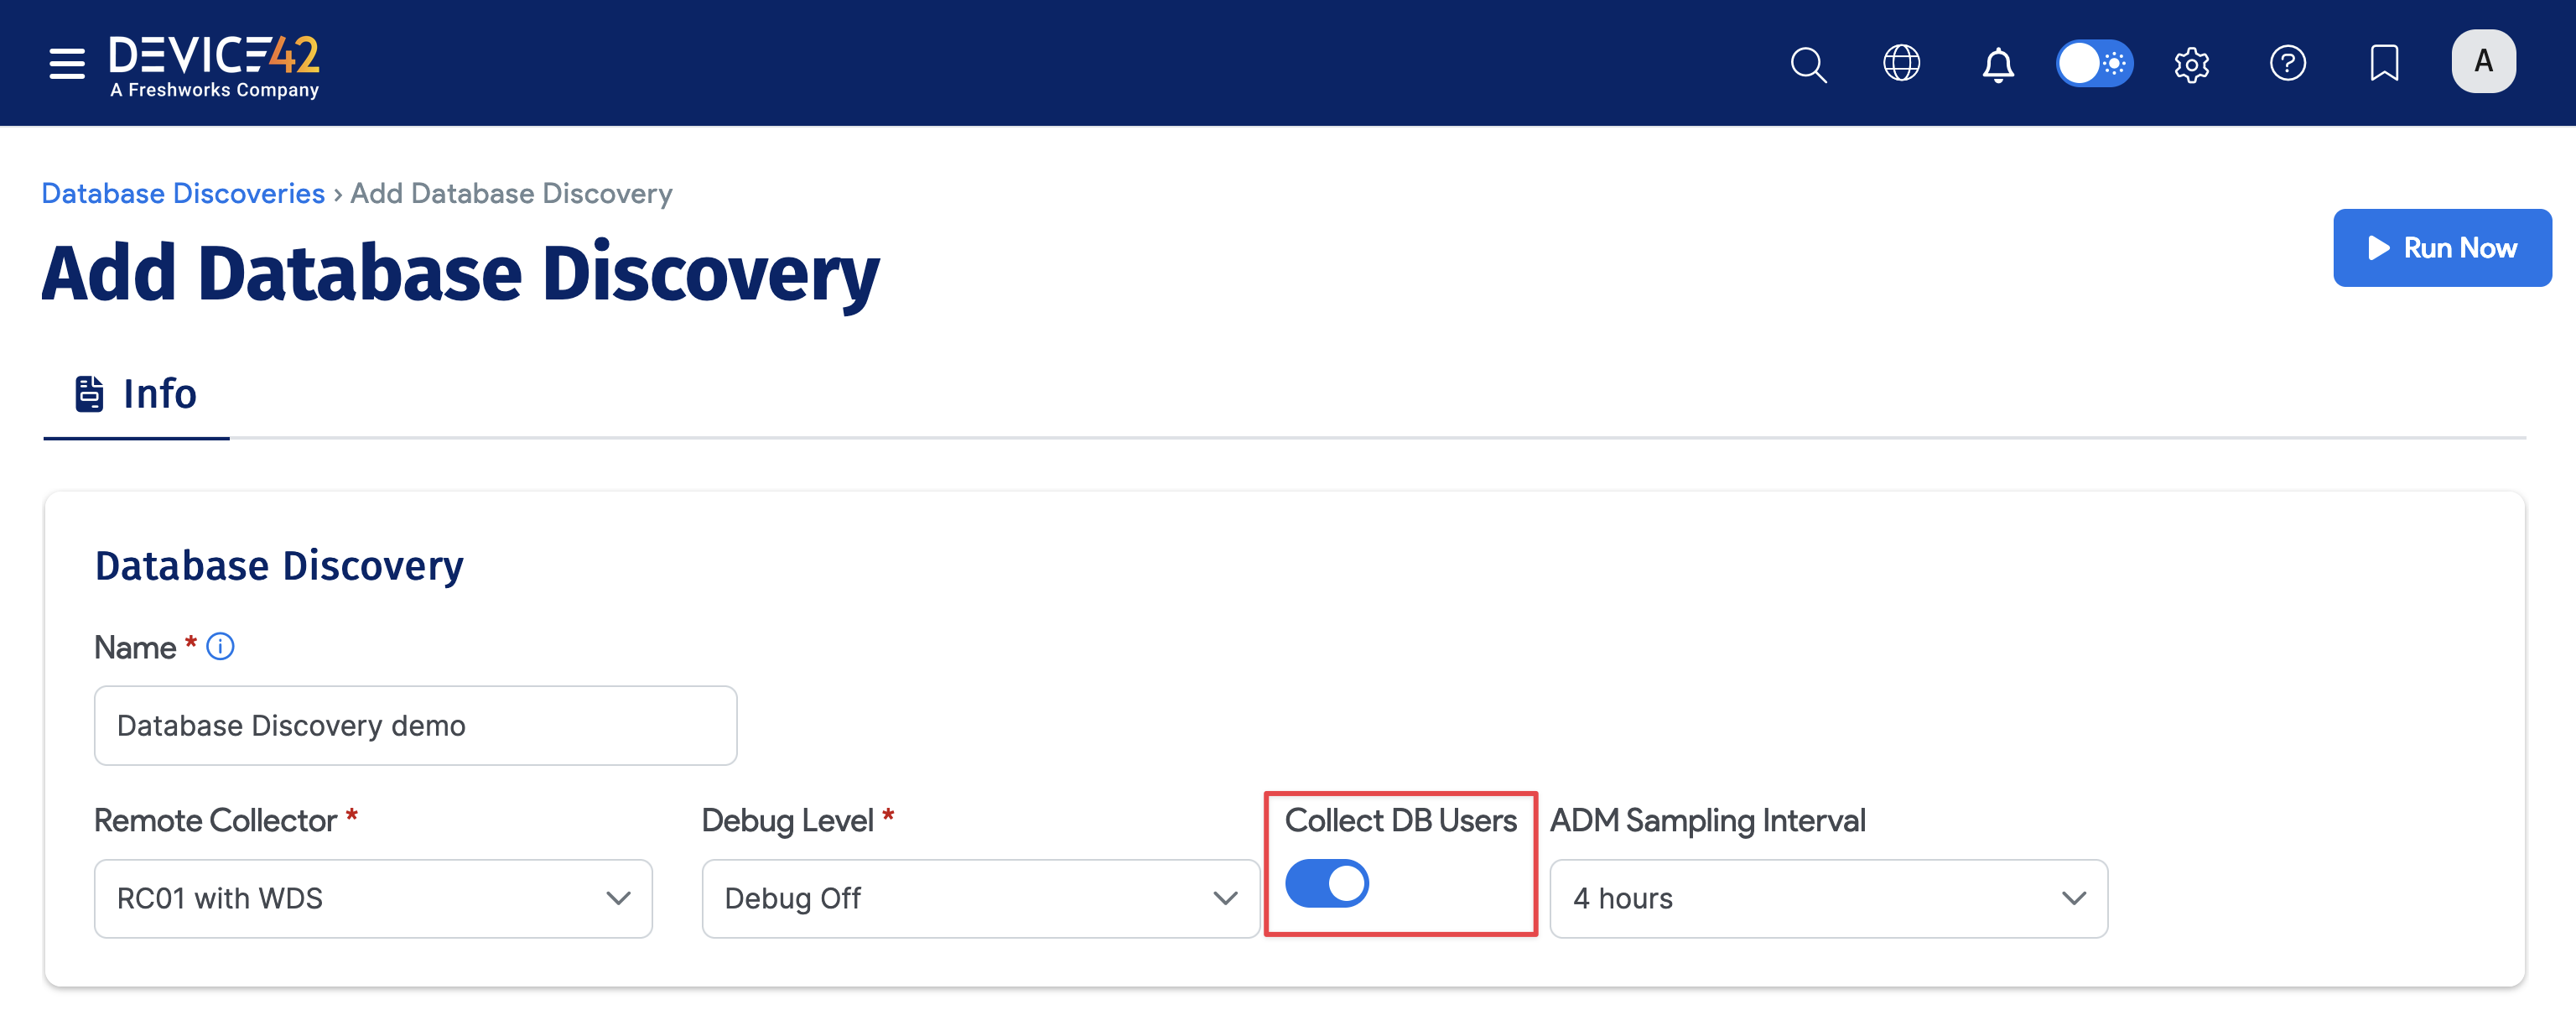 DEVICE42
A Freshworks Company
A
Database Discoveries › Add Database Discovery
Add Database Discovery
Run Now
Info
Database Discovery
Name *
Database Discovery demo
Remote Collector * Debug Level * Collect DB Users ADM Sampling Interval
RC01 with WDS Debug Off 4 hours